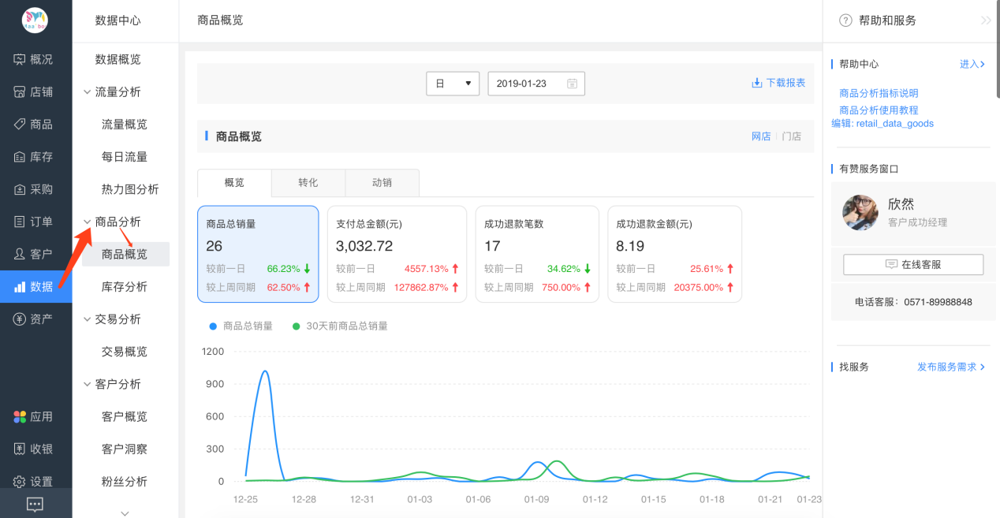 数据中心
商品概览
帮助和服务
概况
店铺
商品
库存
采购
订单
客户
数据
资产
应用
收银
设置
数据概览
流量分析
流量概览
每日流量
热力图分析
商品分析
商品概览
库存分析
交易分析
交易概览
客户分析
客户概览
客户洞察
粉丝分析
日
2019-01-23
下载报表
商品概览
网店
门店
概览
转化
动销
商品总销量
26
较前一日 66.23%
较上周同期 62.50%
支付总金额(元)
3,032.72
较前一日 4557.13%
较上周同期 127862.87%
成功退款笔数
17
较前一日 34.62%
较上周同期 750.00%
成功退款金额(元)
8.19
较前一日 25.61%
较上周同期 20375.00%
商品总销量 30天前商品总销量
1200
900
600
300
0
12-25 12-28 12-31 01-03 01-06 01-09 01-12 01-15 01-18 01-21 01-23
帮助中心 进入
商品分析指标说明
商品分析使用教程
编辑: retail_data_goods
有赞服务窗口
欣然
客户成功经理
在线客服
电话客服：0571-89988848
找服务 发布服务需求